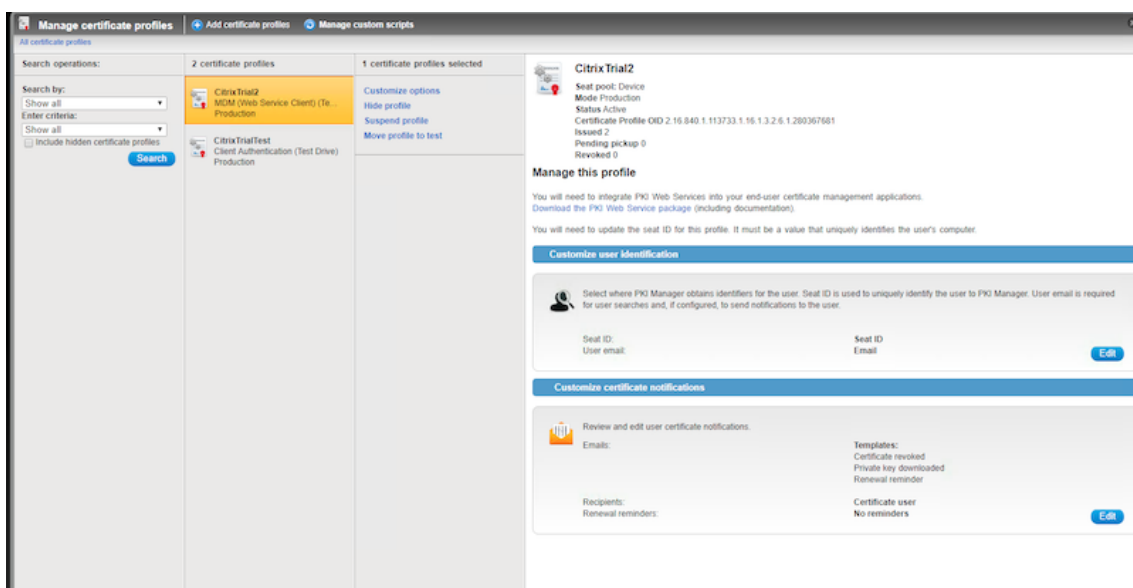 Manage certificate profiles
Add certificate profiles
Manage custom scripts
All certificate profiles
Search operations:
Search by:
Show all
Enter criteria:
Show all
Include hidden certificate profiles
Search
2 certificate profiles
CitrixTrial2
MDM (Web Service Client) (Te...
Production
CitrixTrialTest
Client Authentication (Test Drive)
Production
1 certificate profiles selected
Customize options
Hide profile
Suspend profile
Move profile to test
CitrixTrial2
Seat pool: Device
Mode Production
Status Active
Certificate Profile OID 2.16.840.1.113733.1.16.1.3.2.6.1.280367681
Issued 2
Pending pickup 0
Revoked 0
Manage this profile
You will need to integrate PKI Web Services into your end-user certificate management applications.
Download the PKI Web Service package (including documentation).
You will need to update the seat ID for this profile. It must be a value that uniquely identifies the user's computer.
Customize user identification
Select where PKI Manager obtains identifiers for the user. Seat ID is used to uniquely identify the user to PKI Manager. User email is required
for user searches and, if configured, to send notifications to the user.
Seat ID: Seat ID
User email: Email
Edit
Customize certificate notifications
Review and edit user certificate notifications.
Emails: Templates:
Certificate revoked
Private key downloaded
Renewal reminder
Recipients: Certificate user
Renewal reminders: No reminders
Edit